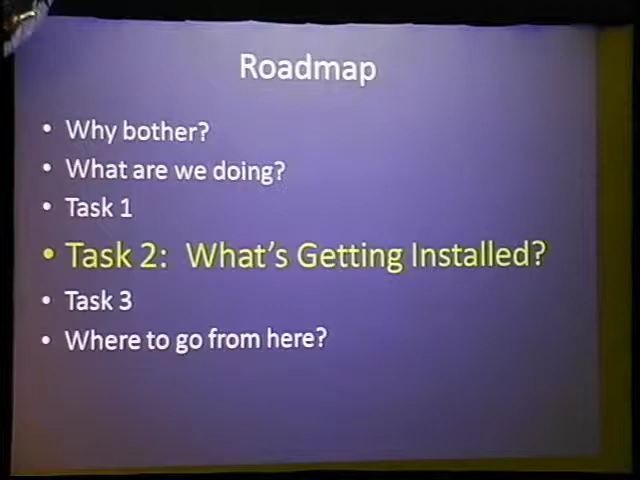 Roadmap
• Why bother?
• What are we doing?
• Task 1
• Task 2: What's Getting Installed?
• Task 3
• Where to go from here?